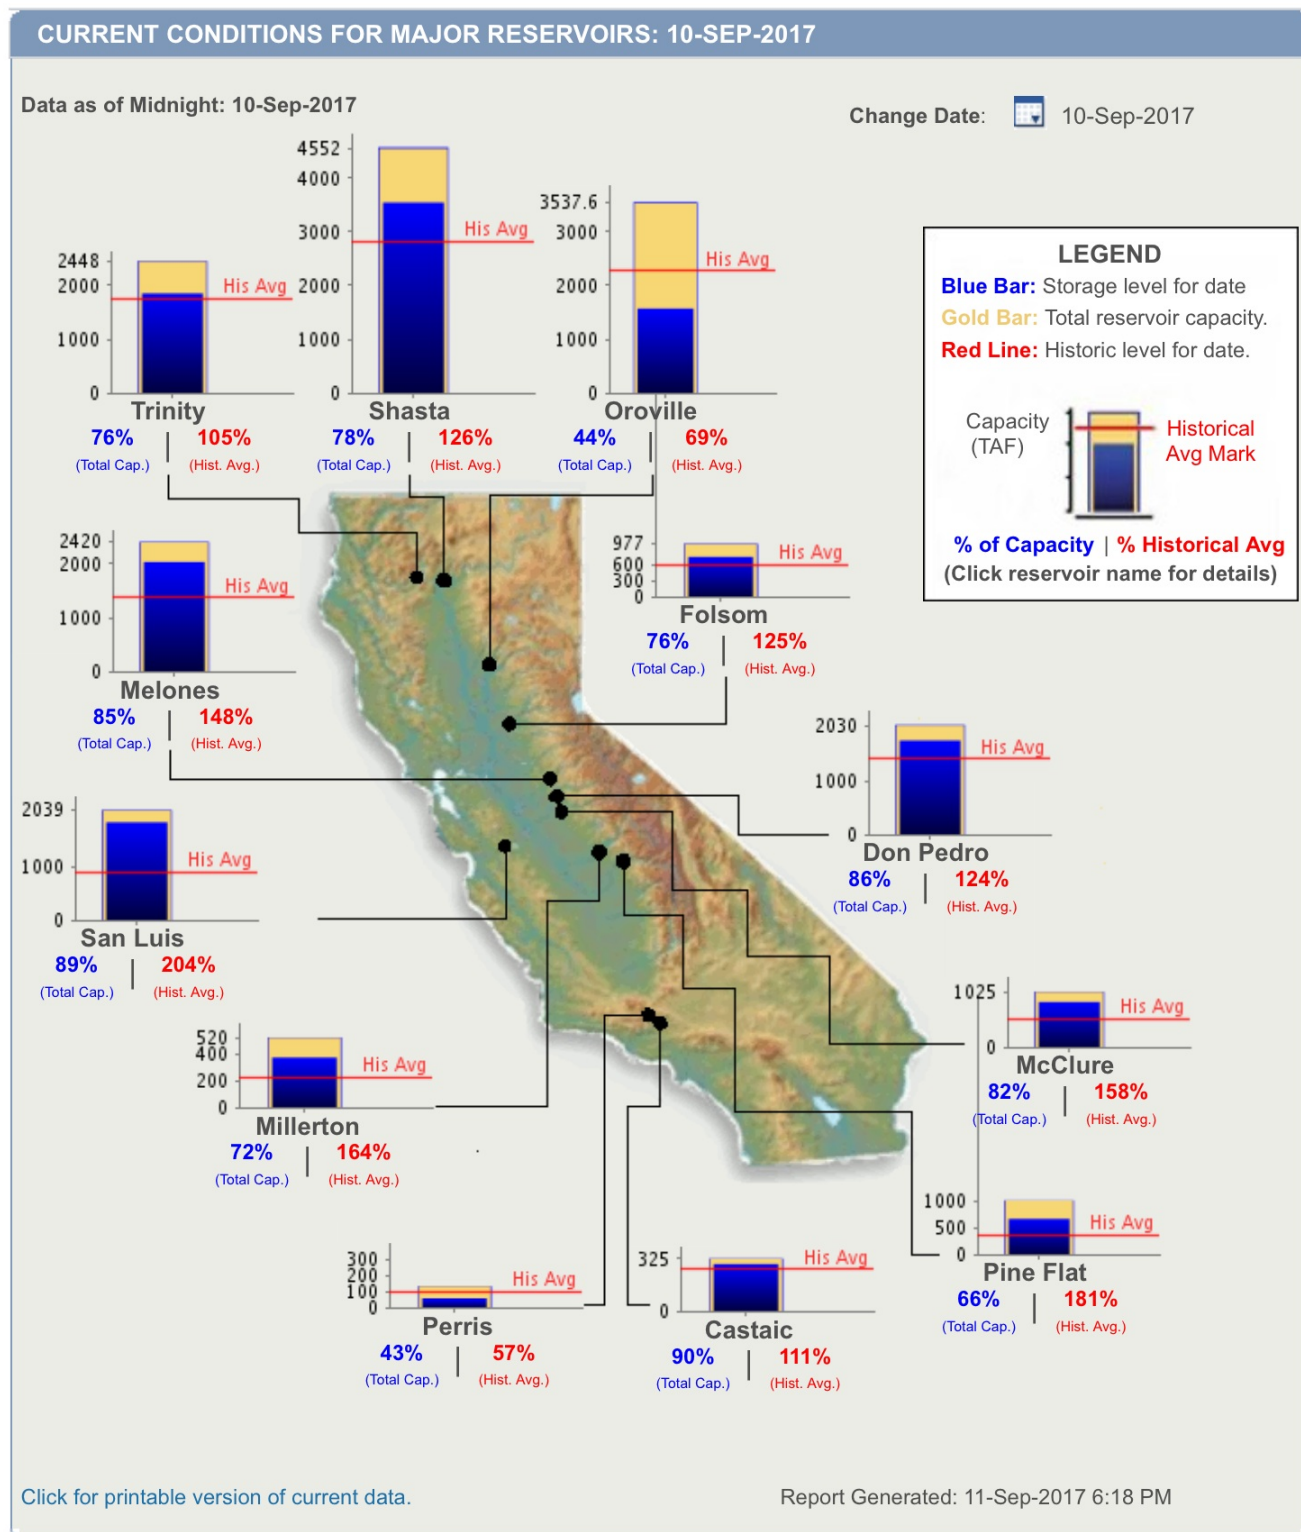 CURRENT CONDITIONS FOR MAJOR RESERVOIRS: 10-SEP-2017
Data as of Midnight: 10-Sep-2017
Change Date: 10-Sep-2017
4552
4000
3000
2000
1000
0
His Avg
Shasta
78% | 126%
(Total Cap.) (Hist. Avg.)
3537.6
3000
2000
1000
0
His Avg
Oroville
44% | 69%
(Total Cap.) (Hist. Avg.)
2448
2000
1000
0
His Avg
Trinity
76% | 105%
(Total Cap.) (Hist. Avg.)
LEGEND
Blue Bar: Storage level for date
Gold Bar: Total reservoir capacity.
Red Line: Historic level for date.
Capacity
(TAF)
Historical
Avg Mark
% of Capacity | % Historical Avg
(Click reservoir name for details)
2420
2000
1000
0
His Avg
Melones
85% | 148%
(Total Cap.) (Hist. Avg.)
977
600
300
0
His Avg
Folsom
76% | 125%
(Total Cap.) (Hist. Avg.)
2030
1000
0
His Avg
Don Pedro
86% | 124%
(Total Cap.) (Hist. Avg.)
2039
1000
0
His Avg
San Luis
89% | 204%
(Total Cap.) (Hist. Avg.)
1025
0
His Avg
McClure
82% | 158%
(Total Cap.) (Hist. Avg.)
520
400
200
0
His Avg
Millerton
72% | 164%
(Total Cap.) (Hist. Avg.)
1000
500
0
His Avg
Pine Flat
66% | 181%
(Total Cap.) (Hist. Avg.)
300
200
100
0
His Avg
Perris
43% | 57%
(Total Cap.) (Hist. Avg.)
325
0
His Avg
Castaic
90% | 111%
(Total Cap.) (Hist. Avg.)
Click for printable version of current data.
Report Generated: 11-Sep-2017 6:18 PM